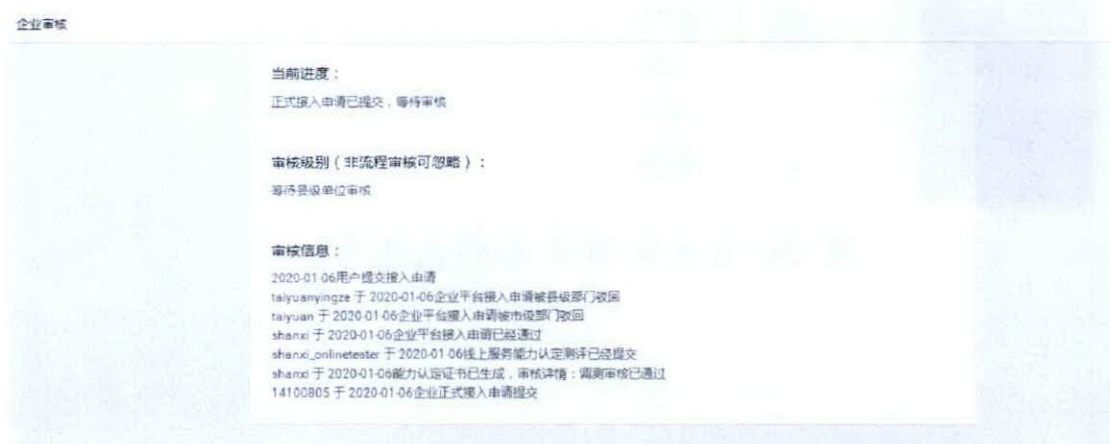 企业审核
当前进度：
正式接入申请已提交，等待审核
审核级别（非流程审核可忽略）：
等待县级单位审核
审核信息：
2020-01-06用户提交接入申请
taiyuanyingze 于 2020-01-06企业平台接入申请被县级部门驳回
taiyuan 于 2020-01-06企业平台接入申请被市级部门驳回
shanxi 于 2020-01-06企业平台接入申请已经通过
shanxi_onlinetester 于 2020-01-06线上服务能力认定测评已经提交
shanxi 于 2020-01-06能力认定证书已生成，审核详情：需测审核已通过
14100805 于 2020-01-06企业正式接入申请提交